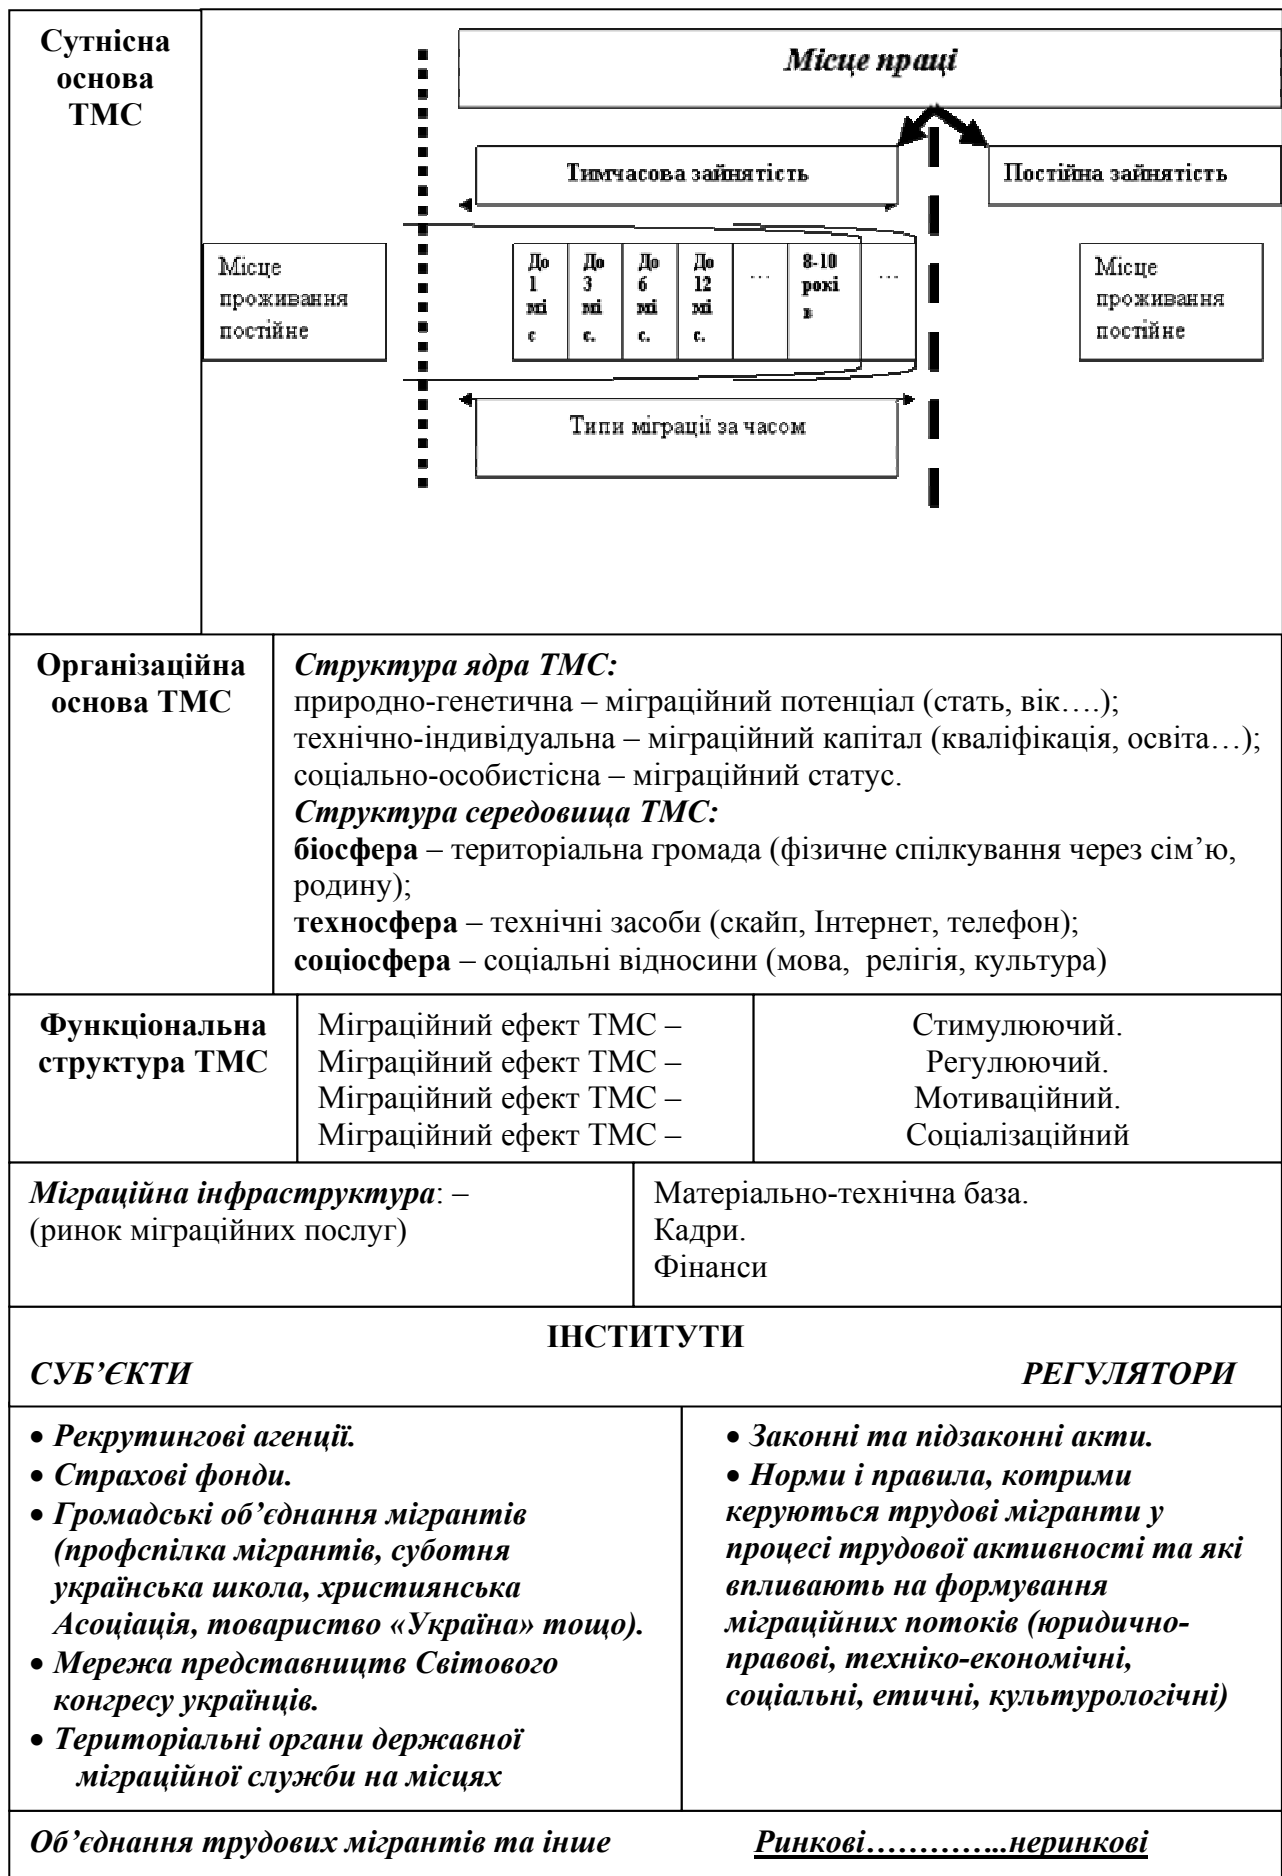 Сутнісна
основа
ТМС
Місце праці
Тимчасова зайнятість
Постійна зайнятість
Місце
проживання
постійне
До
1
мі
с
До
3
мі
с.
До
6
мі
с.
До
12
мі
с.
…
8-10
рокі
в
…
Місце
проживання
постійне
Типи міграції за часом
Організаційна
основа ТМС
Структура ядра ТМС:
природно-генетична – міграційний потенціал (стать, вік….);
технічно-індивідуальна – міграційний капітал (кваліфікація, освіта…);
соціально-особистісна – міграційний статус.
Структура середовища ТМС:
біосфера – територіальна громада (фізичне спілкування через сім’ю,
родину);
техносфера – технічні засоби (скайп, Інтернет, телефон);
соціосфера – соціальні відносини (мова, релігія, культура)
Функціональна
структура ТМС
Міграційний ефект ТМС –
Міграційний ефект ТМС –
Міграційний ефект ТМС –
Міграційний ефект ТМС –
Стимулюючий.
Регулюючий.
Мотиваційний.
Соціалізаційний
Міграційна інфраструктура: –
(ринок міграційних послуг)
Матеріально-технічна база.
Кадри.
Фінанси
ІНСТИТУТИ
СУБ’ЄКТИ РЕГУЛЯТОРИ
• Рекрутингові агенції.
• Страхові фонди.
• Громадські об’єднання мігрантів
(профспілка мігрантів, суботня
українська школа, християнська
Асоціація, товариство «Україна» тощо).
• Мережа представництв Світового
конгресу українців.
• Територіальні органи державної
міграційної служби на місцях
• Законні та підзаконні акти.
• Норми і правила, котрими
керуються трудові мігранти у
процесі трудової активності та які
впливають на формування
міграційних потоків (юридично-
правові, техніко-економічні,
соціальні, етичні, культурологічні)
Об’єднання трудових мігрантів та інше Ринкові…………..неринкові